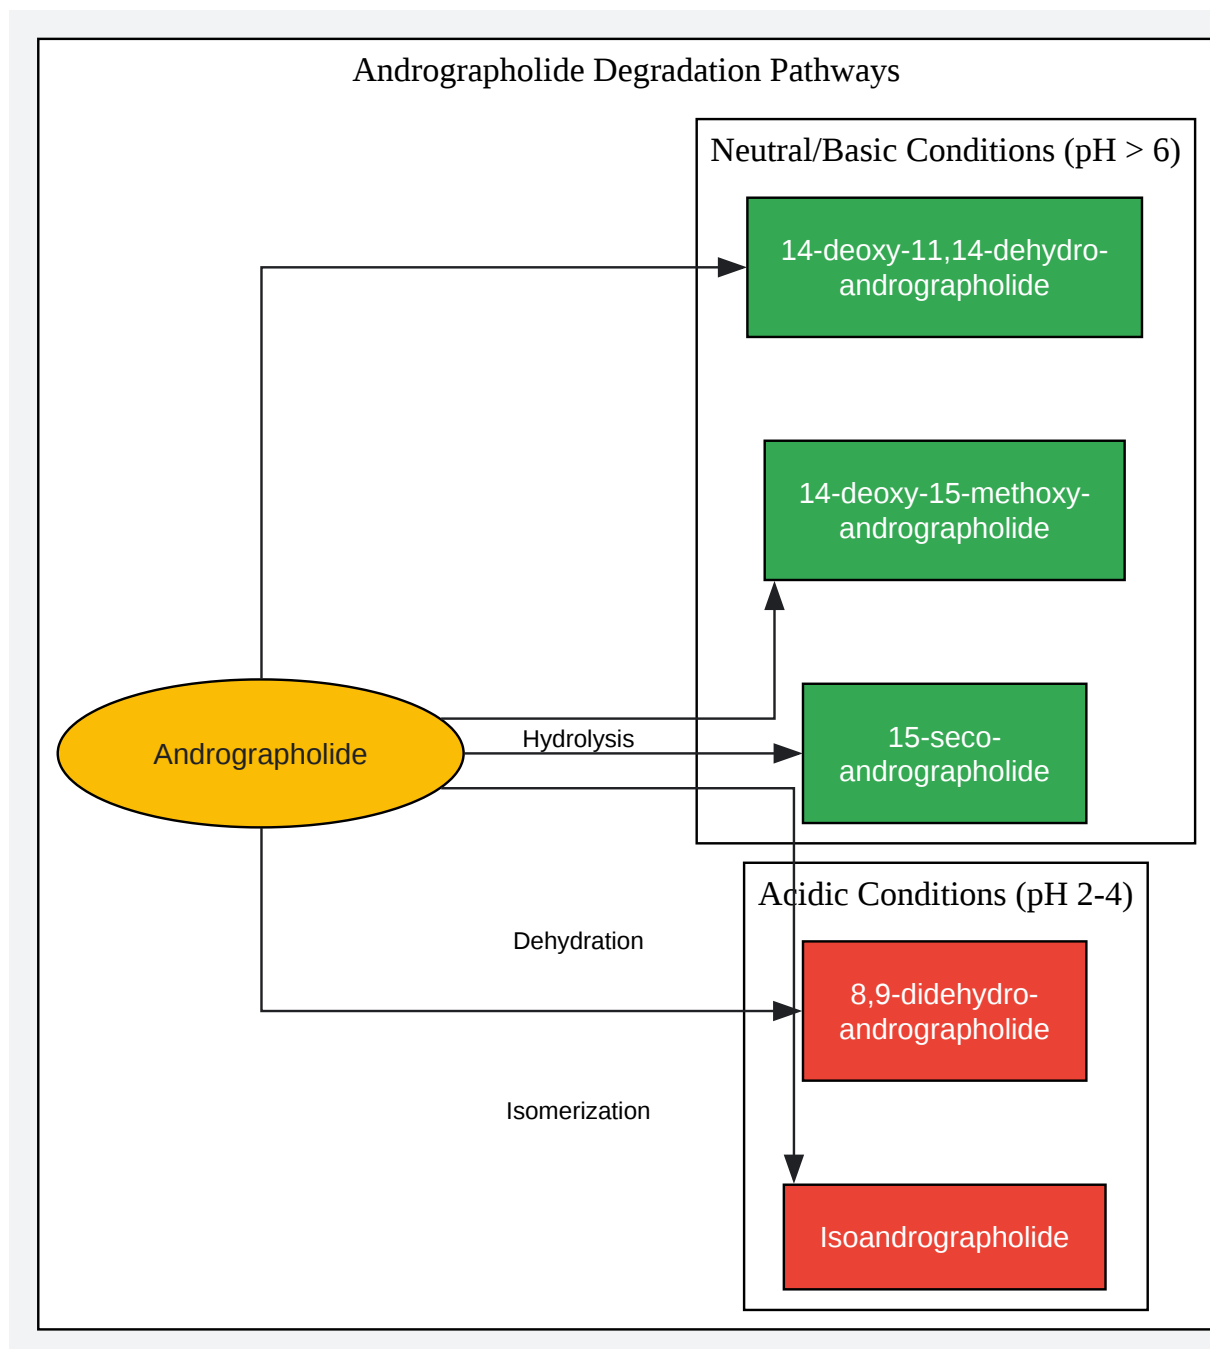 Andrographolide Degradation Pathways
Neutral/Basic Conditions (pH > 6)
14-deoxy-11,14-dehydro-
andrographolide
14-deoxy-15-methoxy-
andrographolide
Andrographolide
Hydrolysis
15-seco-
andrographolide
Acidic Conditions (pH 2-4)
Dehydration
8,9-didehydro-
andrographolide
Isomerization
Isoandrographolide